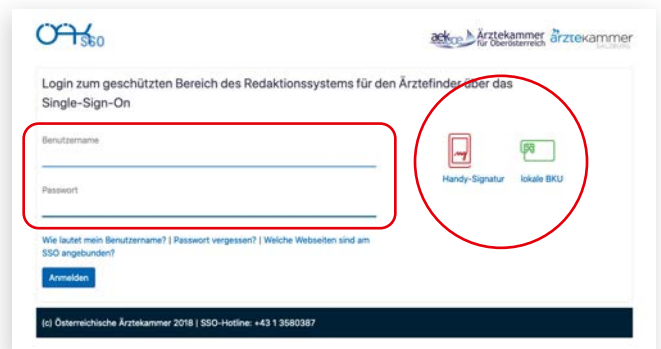 ÖÄK SSO
aekooe Ärztekammer
für Oberösterreich
ärztekammer
SALZBURG
Login zum geschützten Bereich des Redaktionssystems für den Ärztefinder über das
Single-Sign-On
Benutzername
Passwort
Handy-Signatur
lokale BKU
Wie lautet mein Benutzername? | Passwort vergessen? | Welche Webseiten sind am
SSO angebunden?
Anmelden
(c) Österreichische Ärztekammer 2018 | SSO-Hotline: +43 1 3580387